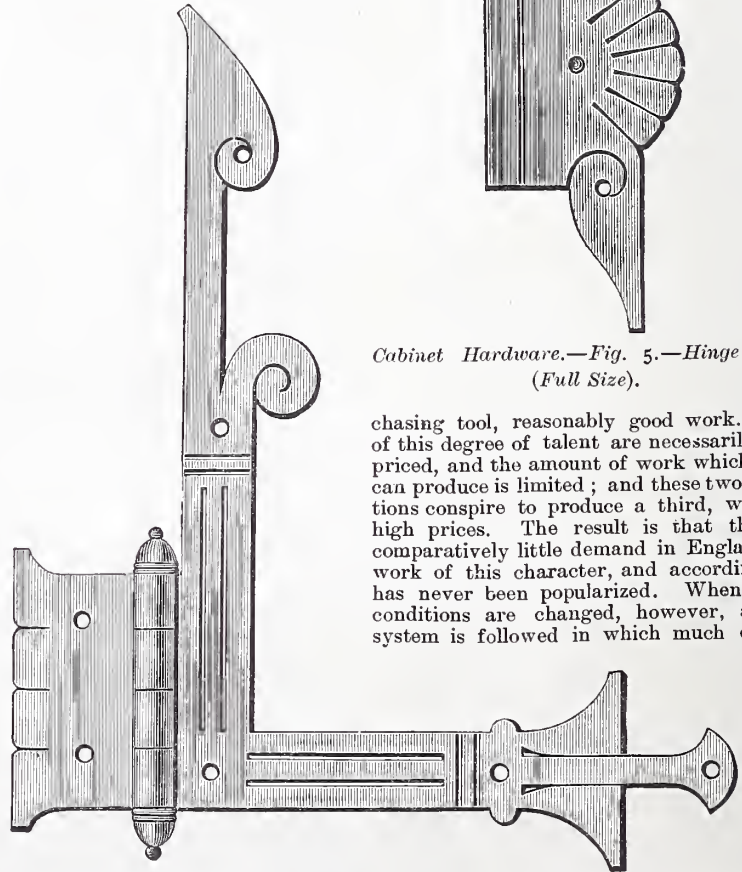 Cabinet Hardware.—Fig. 5.—Hinge
(Full Size).
chasing tool, reasonably good work.
of this degree of talent are necessaril
priced, and the amount of work which
can produce is limited ; and these two
tions conspire to produce a third, w
high prices. The result is that th
comparatively little demand in Engla
work of this character, and accordi
has never been popularized. When
conditions are changed, however, a
system is followed in which much o